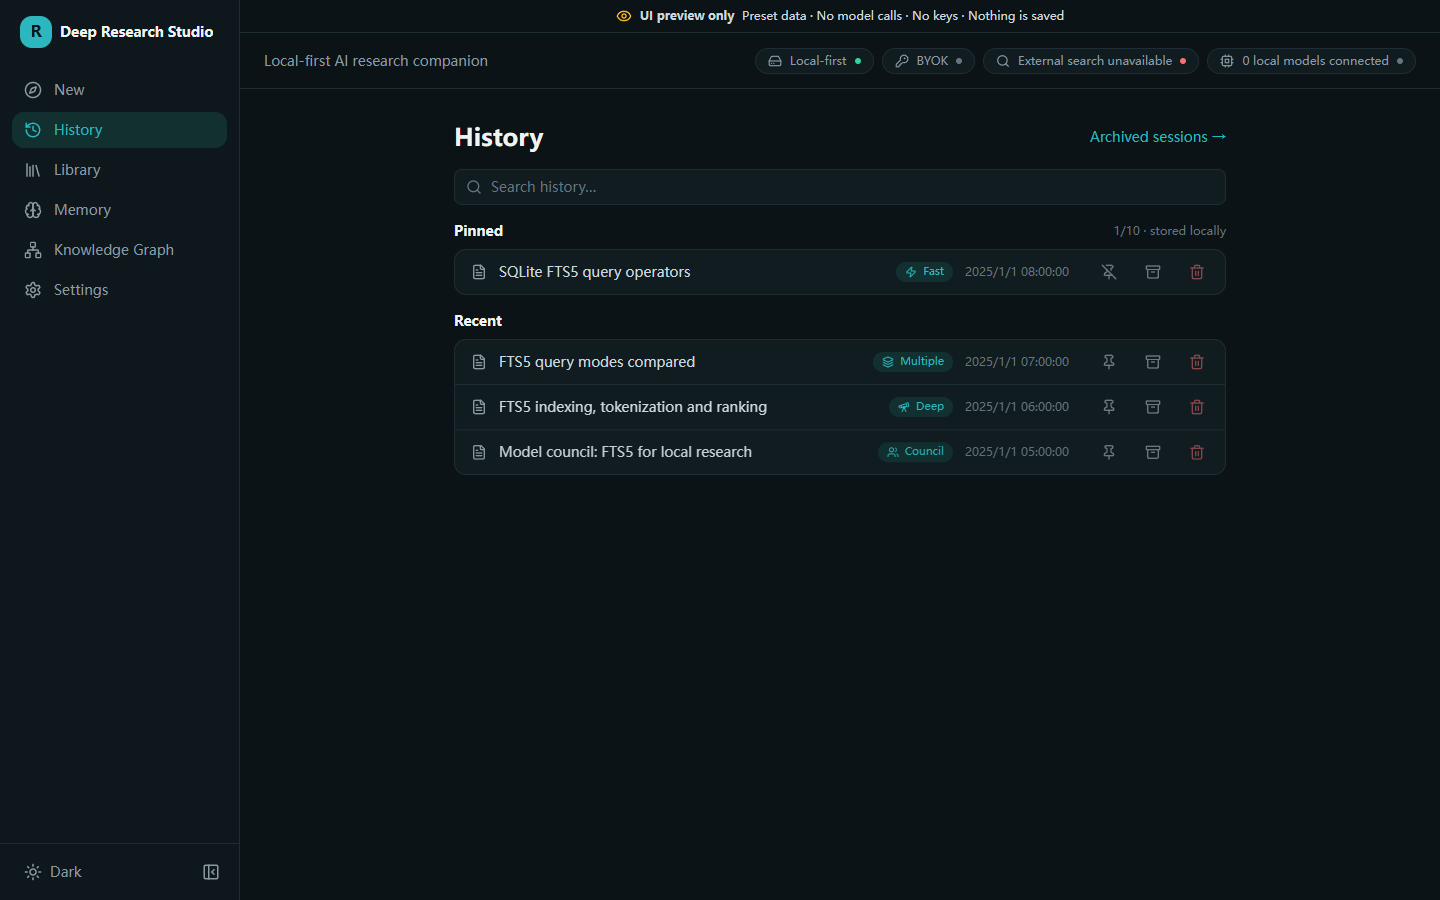 R Deep Research Studio
New
History
Library
Memory
Knowledge Graph
Settings
Dark
UI preview only Preset data · No model calls · No keys · Nothing is saved
Local-first AI research companion
Local-first
BYOK
External search unavailable
0 local models connected
History
Archived sessions →
Search history...
Pinned 1/10 · stored locally
SQLite FTS5 query operators Fast 2025/1/1 08:00:00
Recent
FTS5 query modes compared Multiple 2025/1/1 07:00:00
FTS5 indexing, tokenization and ranking Deep 2025/1/1 06:00:00
Model council: FTS5 for local research Council 2025/1/1 05:00:00